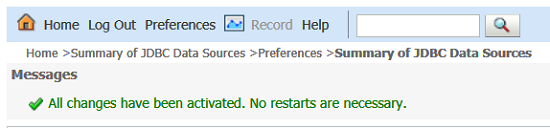 Home Log Out Preferences Record Help
Home >Summary of JDBC Data Sources >Preferences >Summary of JDBC Data Sources
Messages
All changes have been activated. No restarts are necessary.